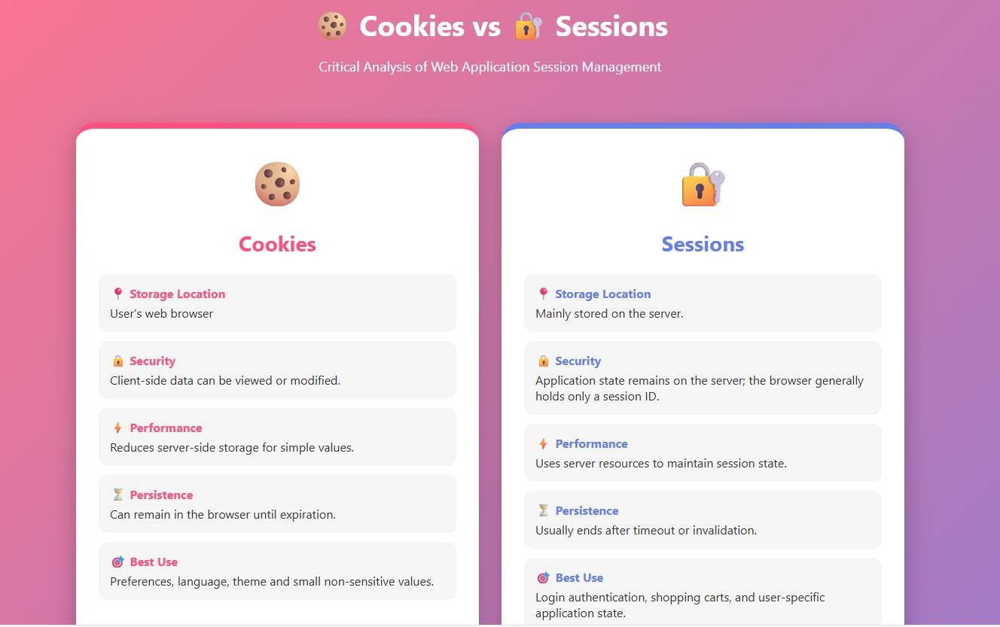 Cookies vs Sessions
Critical Analysis of Web Application Session Management
Cookies
Storage Location
User's web browser
Security
Client-side data can be viewed or modified.
Performance
Reduces server-side storage for simple values.
Persistence
Can remain in the browser until expiration.
Best Use
Preferences, language, theme and small non-sensitive values.
Sessions
Storage Location
Mainly stored on the server.
Security
Application state remains on the server; the browser generally
holds only a session ID.
Performance
Uses server resources to maintain session state.
Persistence
Usually ends after timeout or invalidation.
Best Use
Login authentication, shopping carts, and user-specific
application state.